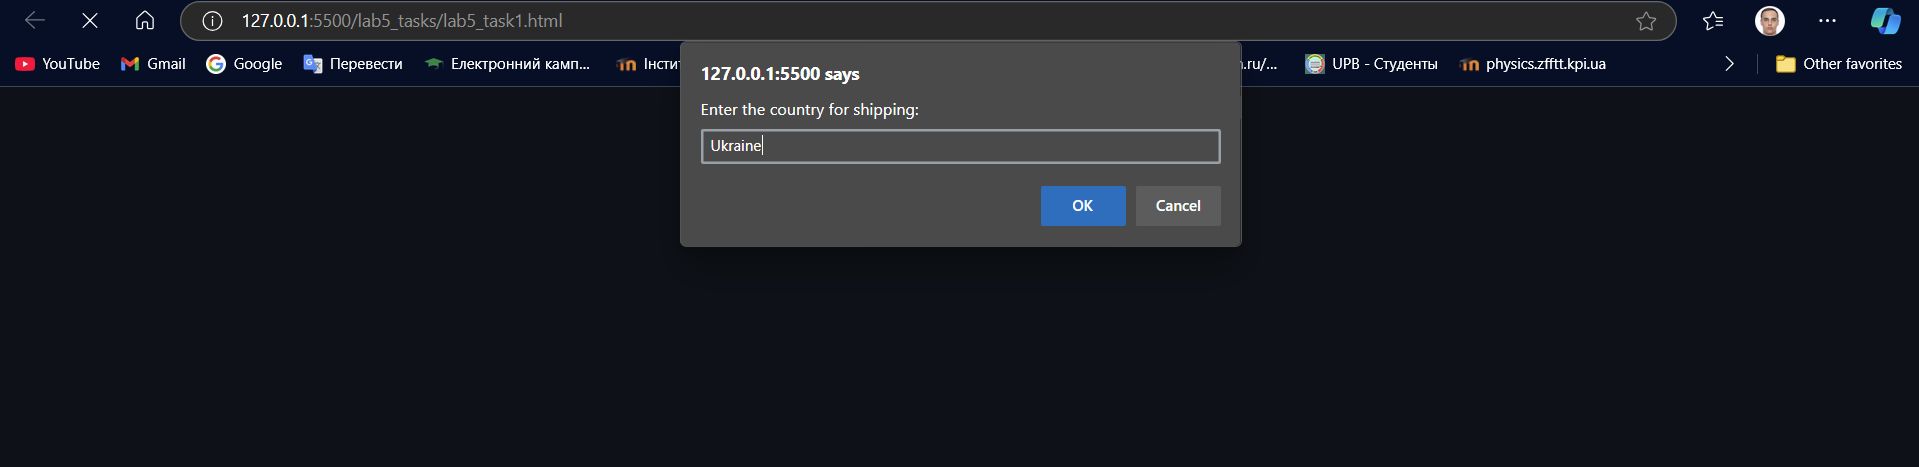 127.0.0.1:5500/lab5_tasks/lab5_task1.html
YouTube Gmail Google Перевести Електронний камп... Інсти .ru/... UPB - Студенты physics.zfftt.kpi.ua Other favorites
127.0.0.1:5500 says
Enter the country for shipping:
Ukraine
OK Cancel